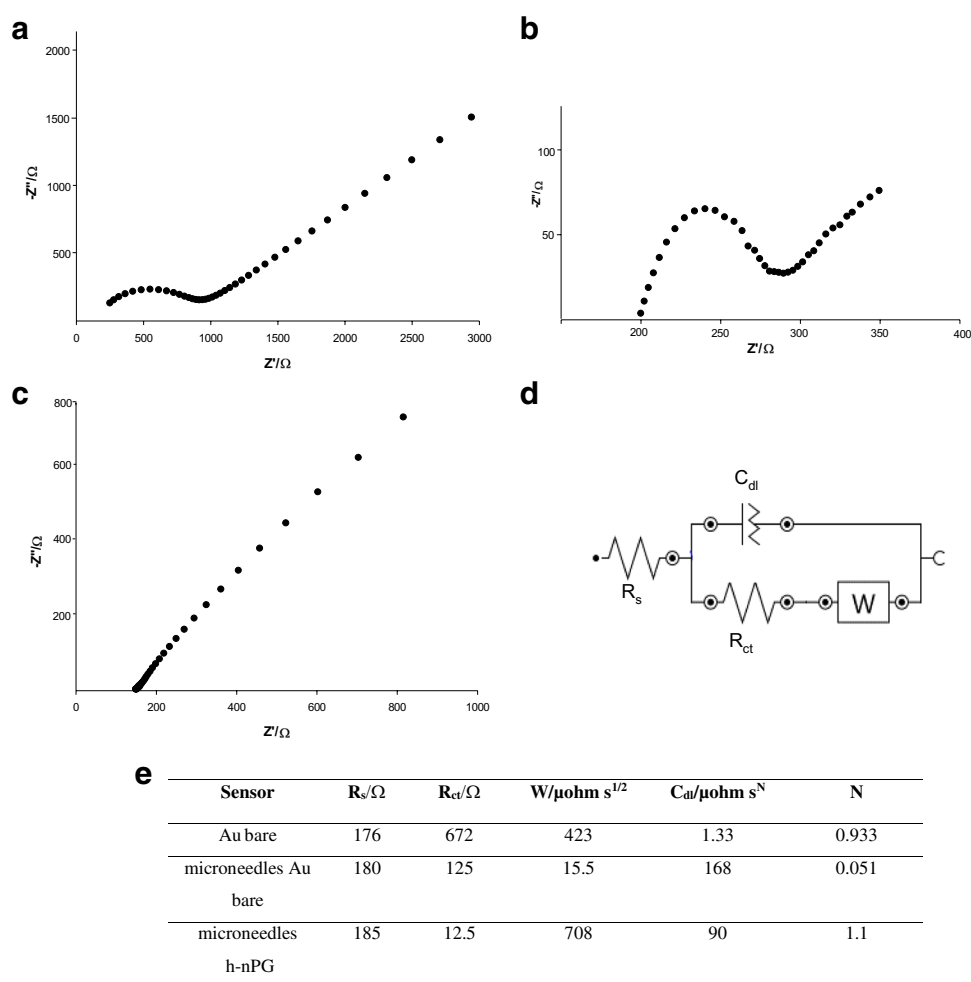 a
2000
1500
1000
500
-Z"/Ω
0 500 1000 1500 2000 2500 3000
Z'/Ω
b
100
50
-Z"/Ω
200 250 300 350 400
Z'/Ω
c
800
600
400
200
-Z"/Ω
0 200 400 600 800 1000
Z'/Ω
d
Cdl
Rs
Rct
W
C
e
Sensor Rs/Ω Rct/Ω W/μohm s1/2 Cdl/μohm sN N
Au bare 176 672 423 1.33 0.933
microneedles Au 180 125 15.5 168 0.051
bare
microneedles 185 12.5 708 90 1.1
h-nPG